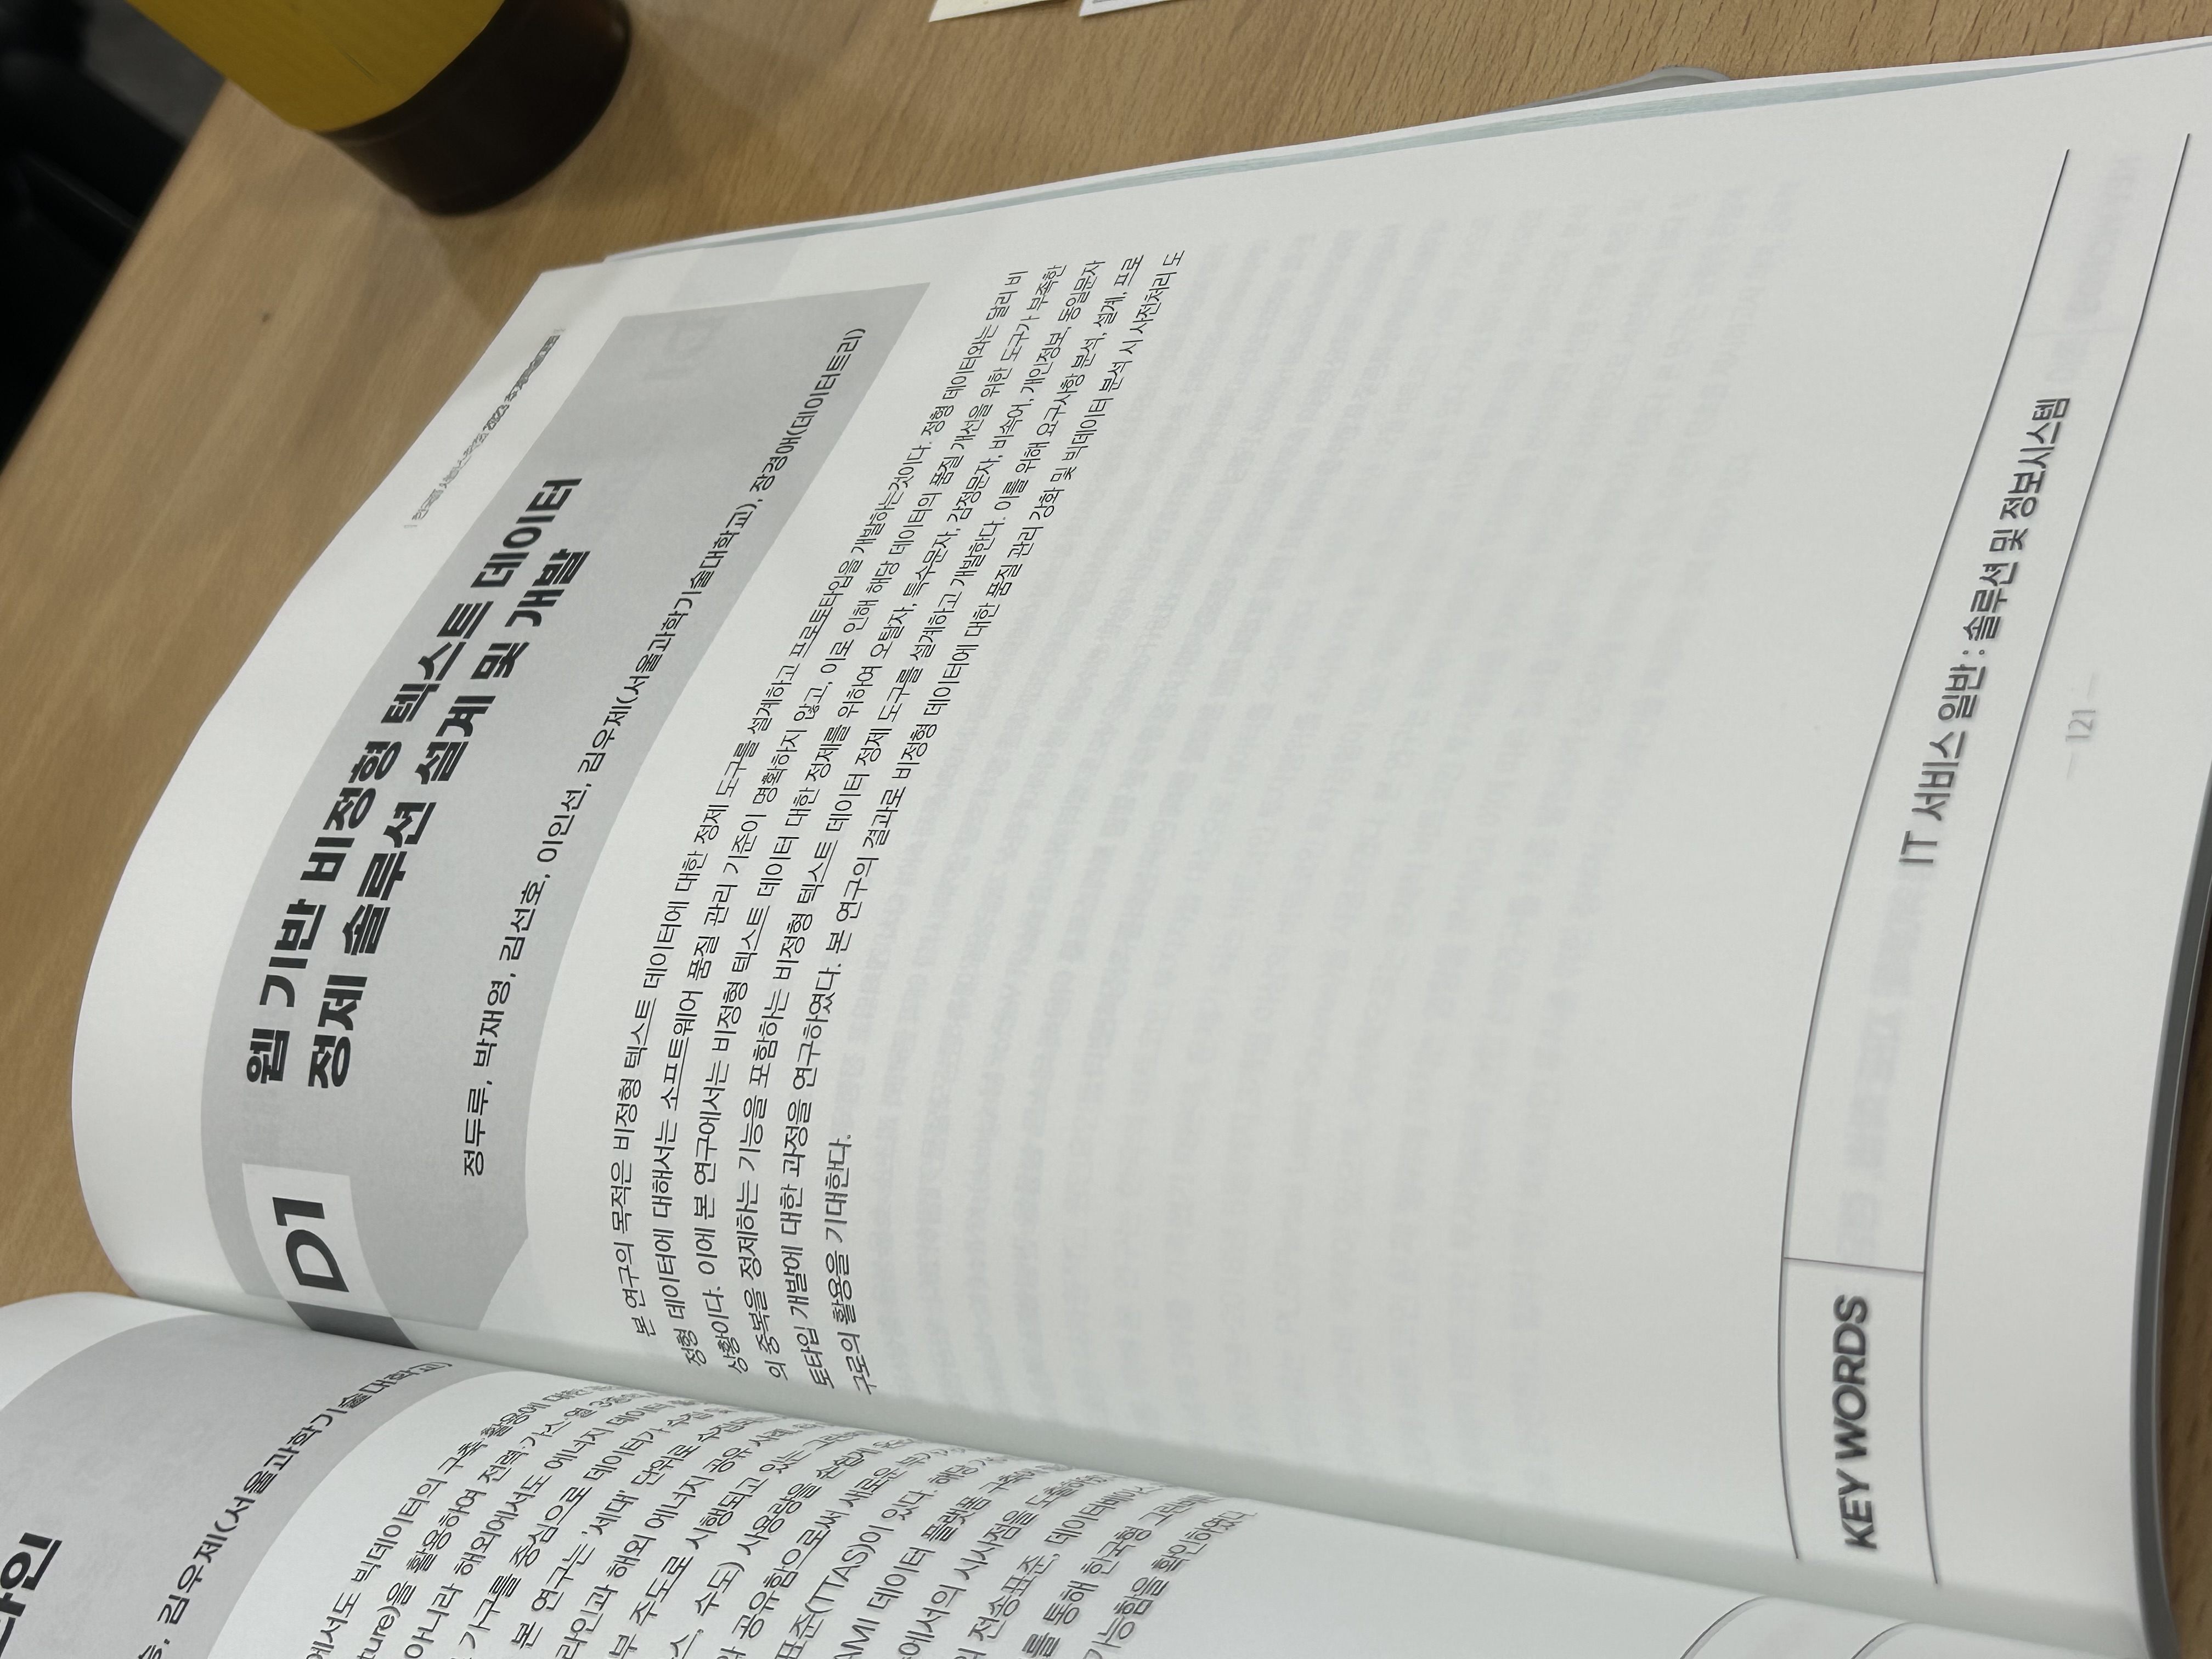 라인
김우제(서울과학기술대학교)
에서도 빅데이터의 구축 활용에
ture)을 활용하여 전력·가스·열
아니라 해외에서도 에너지 데이터
가구를 중심으로 데이터가 수집
본 연구는 '세대' 단위로
라인과 해외 에너지 공유 사례
부 주도로 시행되고 있는
스, 수도) 사용량을 손쉽게
와 공유함으로써 새로운
표준(TTAS)이 있다. 해당
AMI 데이터 플랫폼 구축
에서의 시사점을 도출하였
의 전송표준, 데이터베이스
를 통해 한국형 그린버튼
가능함을 확인하였다.
2023 추계학술대회
D1
웹 기반 비정형 텍스트 데이터
정제 솔루션 설계 및 개발
정두루, 박재영, 김선호, 이인선, 김우제(서울과학기술대학교), 장경애(데이터트리)
본 연구의 목적은 비정형 텍스트 데이터에 대한 정제 도구를 설계하고 프로토타입을 개발하는것이다. 정형 데이터와는 달리 비
정형 데이터에 대해서는 소프트웨어 품질 관리 기준이 명확하지 않고, 이로 인해 해당 데이터의 품질 개선을 위한 도구가 부족한
상황이다. 이에 본 연구에서는 비정형 텍스트 데이터 대한 정제를 위하여 오탈자, 특수문자, 감정문자, 비속어, 개인정보, 동일문자
의 중복을 정제하는 기능을 포함하는 비정형 텍스트 데이터 정제 도구를 설계하고 개발한다. 이를 위해 요구사항 분석, 설계, 프로
토타입 개발에 대한 과정을 연구하였다. 본 연구의 결과로 비정형 데이터에 대한 품질 관리 강화 및 빅데이터 분석 시 사전처리 도
구로의 활용을 기대한다.
KEY WORDS
IT 서비스 일반 : 솔루션 및 정보시스템
— 121 —